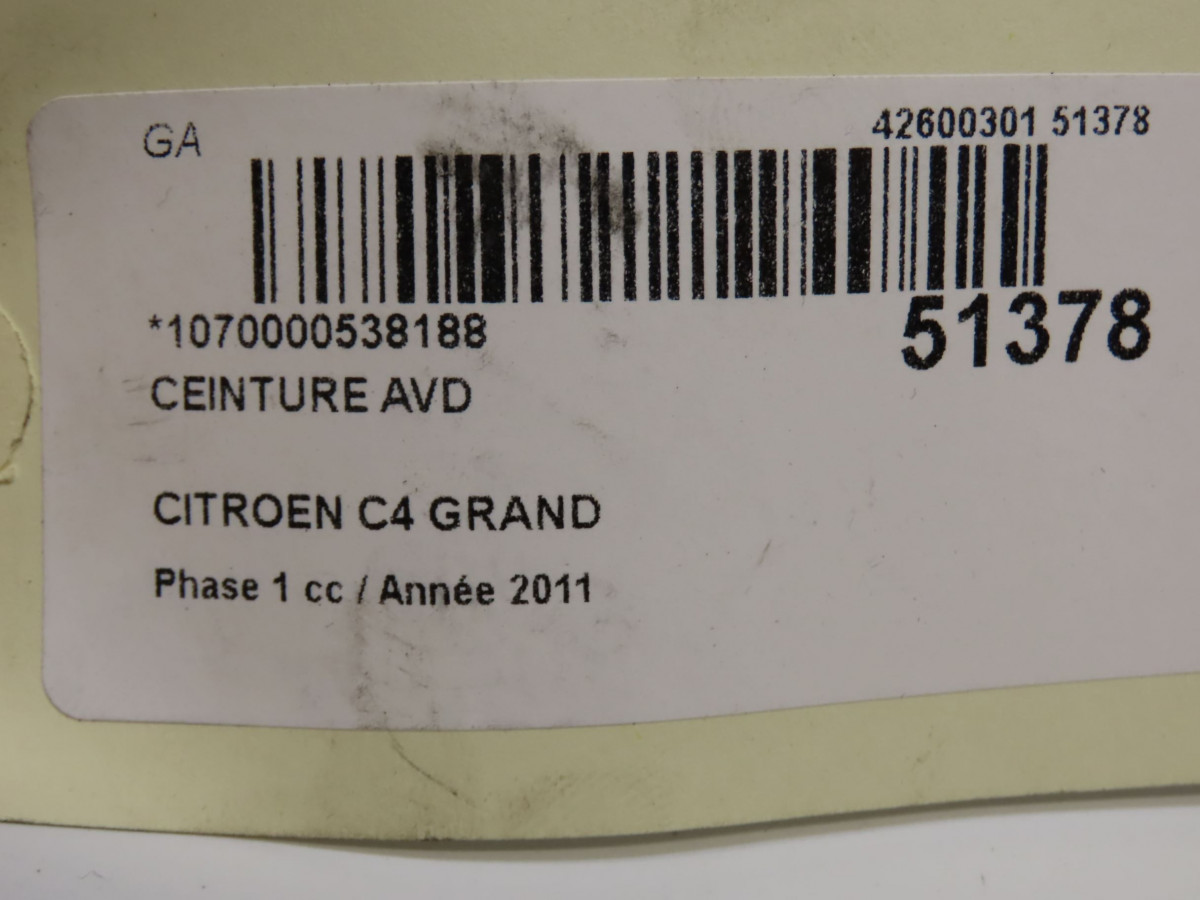 GA
42600301 51378
*1070000538188
51378
CEINTURE AVD
CITROEN C4 GRAND
Phase 1 cc / Année 2011